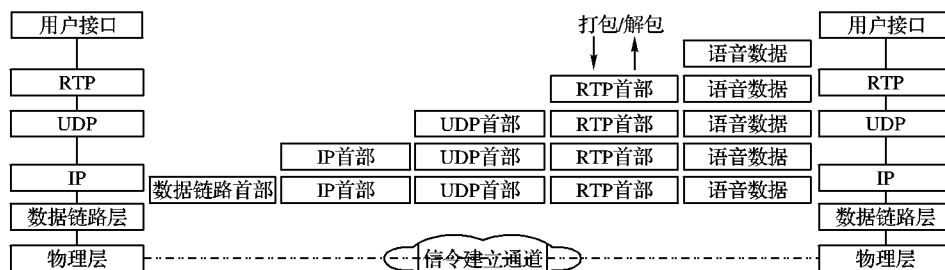 用户接口 打包/解包 用户接口
语音数据
RTP RTP首部 语音数据 RTP
UDP UDP首部 RTP首部 语音数据 UDP
IP首部 UDP首部 RTP首部 语音数据
IP 数据链路首部 IP首部 UDP首部 RTP首部 语音数据 IP
数据链路层 数据链路层
物理层 信令建立通道 物理层